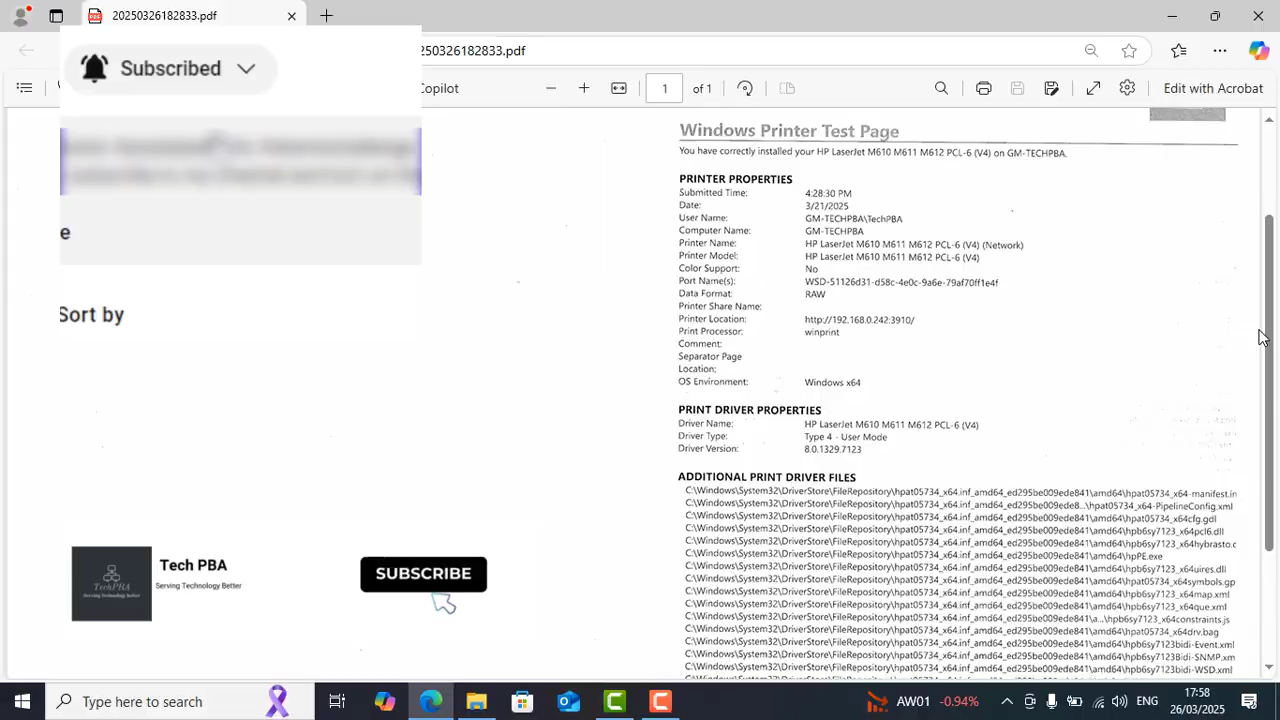 20250326182833.pdf
250326182833.pdf
Subscribed
Copilot
1
of 1
Edit with Acrobat
Windows Printer Test Page
You have correctly installed your HP LaserJet M610 M611 M612 PCL-6 (V4) on GM-TECHPBA.
PRINTER PROPERTIES
Submitted Time: 4:28:30 PM
Date: 3/21/2025
User Name: GM-TECHPBA\TechPBA
Computer Name: GM-TECHPBA
Printer Name: HP LaserJet M610 M611 M612 PCL-6 (V4) (Network)
Printer Model: HP LaserJet M610 M611 M612 PCL-6 (V4)
Color Support: No
Port Name(s): WSD-51126d31-d58c-4e0c-9a6e-79af70ff1e4f
Data Format: RAW
Printer Share Name:
Printer Location: http://192.168.0.242:3910/
Print Processor: winprint
Comment:
Separator Page
Location:
OS Environment: Windows x64
PRINT DRIVER PROPERTIES
Driver Name: HP LaserJet M610 M611 M612 PCL-6 (V4)
Driver Type: Type 4 - User Mode
Driver Version: 8.0.1329.7123
ADDITIONAL PRINT DRIVER FILES
C:\Windows\System32\DriverStore\FileRepository\hpat05734_x64.inf_amd64_ed295be009ede841\amd64\hpat05734_x64-manifest.in
C:\Windows\System32\DriverStore\FileRepository\hpat05734_x64.inf_amd64_ed295be009ede8...\hpat05734_x64-PipelineConfig.xml
C:\Windows\System32\DriverStore\FileRepository\hpat05734_x64.inf_amd64_ed295be009ede841\amd64\hpat05734_x64cfg.gdl
C:\Windows\System32\DriverStore\FileRepository\hpat05734_x64.inf_amd64_ed295be009ede841\amd64\hpb6sy7123_x64pcl6.dll
C:\Windows\System32\DriverStore\FileRepository\hpat05734_x64.inf_amd64_ed295be009ede841\amd64\hpb6sy7123_x64hybrasto.c
C:\Windows\System32\DriverStore\FileRepository\hpat05734_x64.inf_amd64_ed295be009ede841\amd64\hpPE.exe
C:\Windows\System32\DriverStore\FileRepository\hpat05734_x64.inf_amd64_ed295be009ede841\amd64\hpb6sy7123_x64uires.dll
C:\Windows\System32\DriverStore\FileRepository\hpat05734_x64.inf_amd64_ed295be009ede841\amd64\hpb6sy7123_x64symbols.gp
C:\Windows\System32\DriverStore\FileRepository\hpat05734_x64.inf_amd64_ed295be009ede841\amd64\hpb6sy7123_x64map.xml
C:\Windows\System32\DriverStore\FileRepository\hpat05734_x64.inf_amd64_ed295be009ede841\amd64\hpb6sy7123_x64que.xml
C:\Windows\System32\DriverStore\FileRepository\hpat05734_x64.inf_amd64_ed295be009ede841\a...\hpb6sy7123_x64constraints.js
C:\Windows\System32\DriverStore\FileRepository\hpat05734_x64.inf_amd64_ed295be009ede841\amd64\hpat05734_x64drv.bag
C:\Windows\System32\DriverStore\FileRepository\hpat05734_x64.inf_amd64_ed295be009ede841\amd64\hpb6sy7123bidi-Event.xml
C:\Windows\System32\DriverStore\FileRepository\hpat05734_x64.inf_amd64_ed295be009ede841\amd64\hpb6sy7123Bidi-SNMP.xm
C:\Windows\System32\DriverStore\FileRepository\hpat05734_x64.inf_amd64_ed295be009ede841\amd64\hpb6sy7123bidi-WSD.xml
e
Sort by
TechPBA
Serving Technology Better
Tech PBA
Serving Technology Better
SUBSCRIBE
Type here to search
AW01 -0.94%
ENG
17:58
26/03/2025